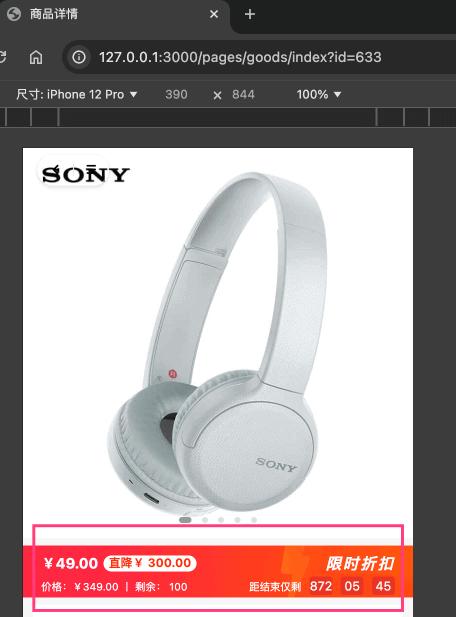 商品详情
127.0.0.1:3000/pages/goods/index?id=633
尺寸: iPhone 12 Pro ▼ 390 × 844 100% ▼
SONY
SONY
￥49.00 直降￥ 300.00 限时折扣
价格: ￥349.00 | 剩余: 100 距结束仅剩 872 05 45